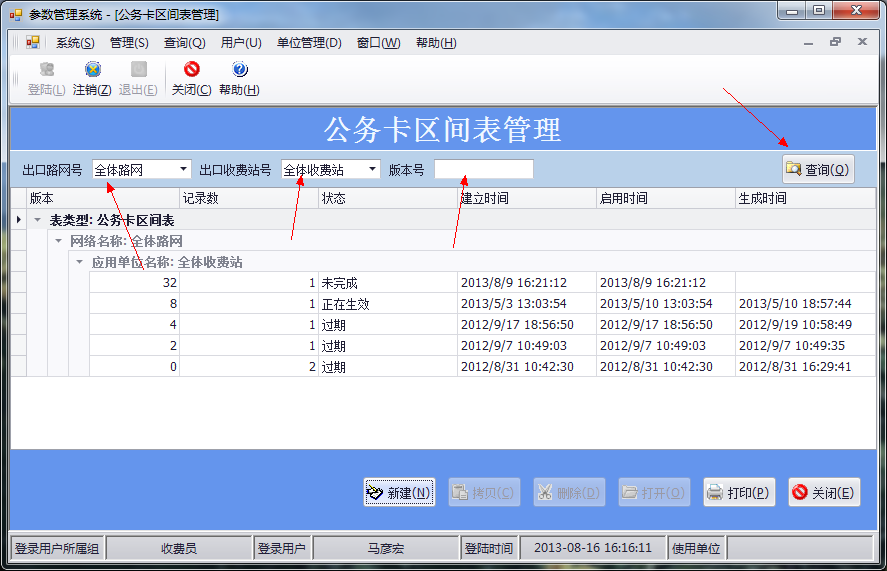 参数管理系统 - [公务卡区间表管理]
系统(S) 管理(S) 查询(Q) 用户(U) 单位管理(D) 窗口(W) 帮助(H)
登陆(L) 注销(Z) 退出(E) 关闭(C) 帮助(H)
公务卡区间表管理
出口路网号 全体路网 出口收费站号 全体收费站 版本号 查询(Q)
版本 记录数 状态 建立时间 启用时间 生成时间
表类型: 公务卡区间表
网络名称: 全体路网
应用单位名称: 全体收费站
32 1 未完成 2013/8/9 16:21:12 2013/8/9 16:21:12
8 1 正在生效 2013/5/3 13:03:54 2013/5/10 13:03:54 2013/5/10 18:57:44
4 1 过期 2012/9/17 18:56:50 2012/9/17 18:56:50 2012/9/19 10:58:49
2 1 过期 2012/9/7 10:49:03 2012/9/7 10:49:03 2012/9/7 10:49:35
0 2 过期 2012/8/31 10:42:30 2012/8/31 10:42:30 2012/8/31 16:29:41
新建(N) 拷贝(C) 删除(D) 打开(O) 打印(P) 关闭(E)
登录用户所属组 收费员 登录用户 马彦宏 登陆时间 2013-08-16 16:16:11 使用单位